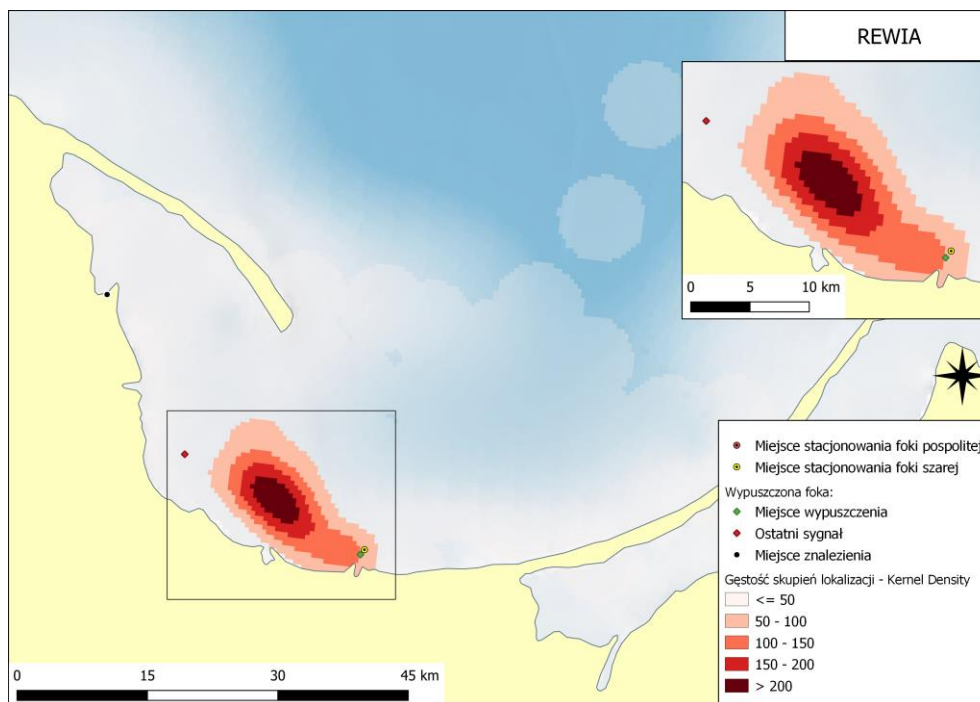 REWIA
0 5 10 km
Miejsce stacjonowania foki pospolitej
Miejsce stacjonowania foki szarej
Wypuszczona foka:
Miejsce wypuszczenia
Ostatni sygnał
Miejsce znalezienia
Gęstość skupień lokalizacji - Kernel Density
<= 50
50 - 100
100 - 150
150 - 200
> 200
0 15 30 45 km